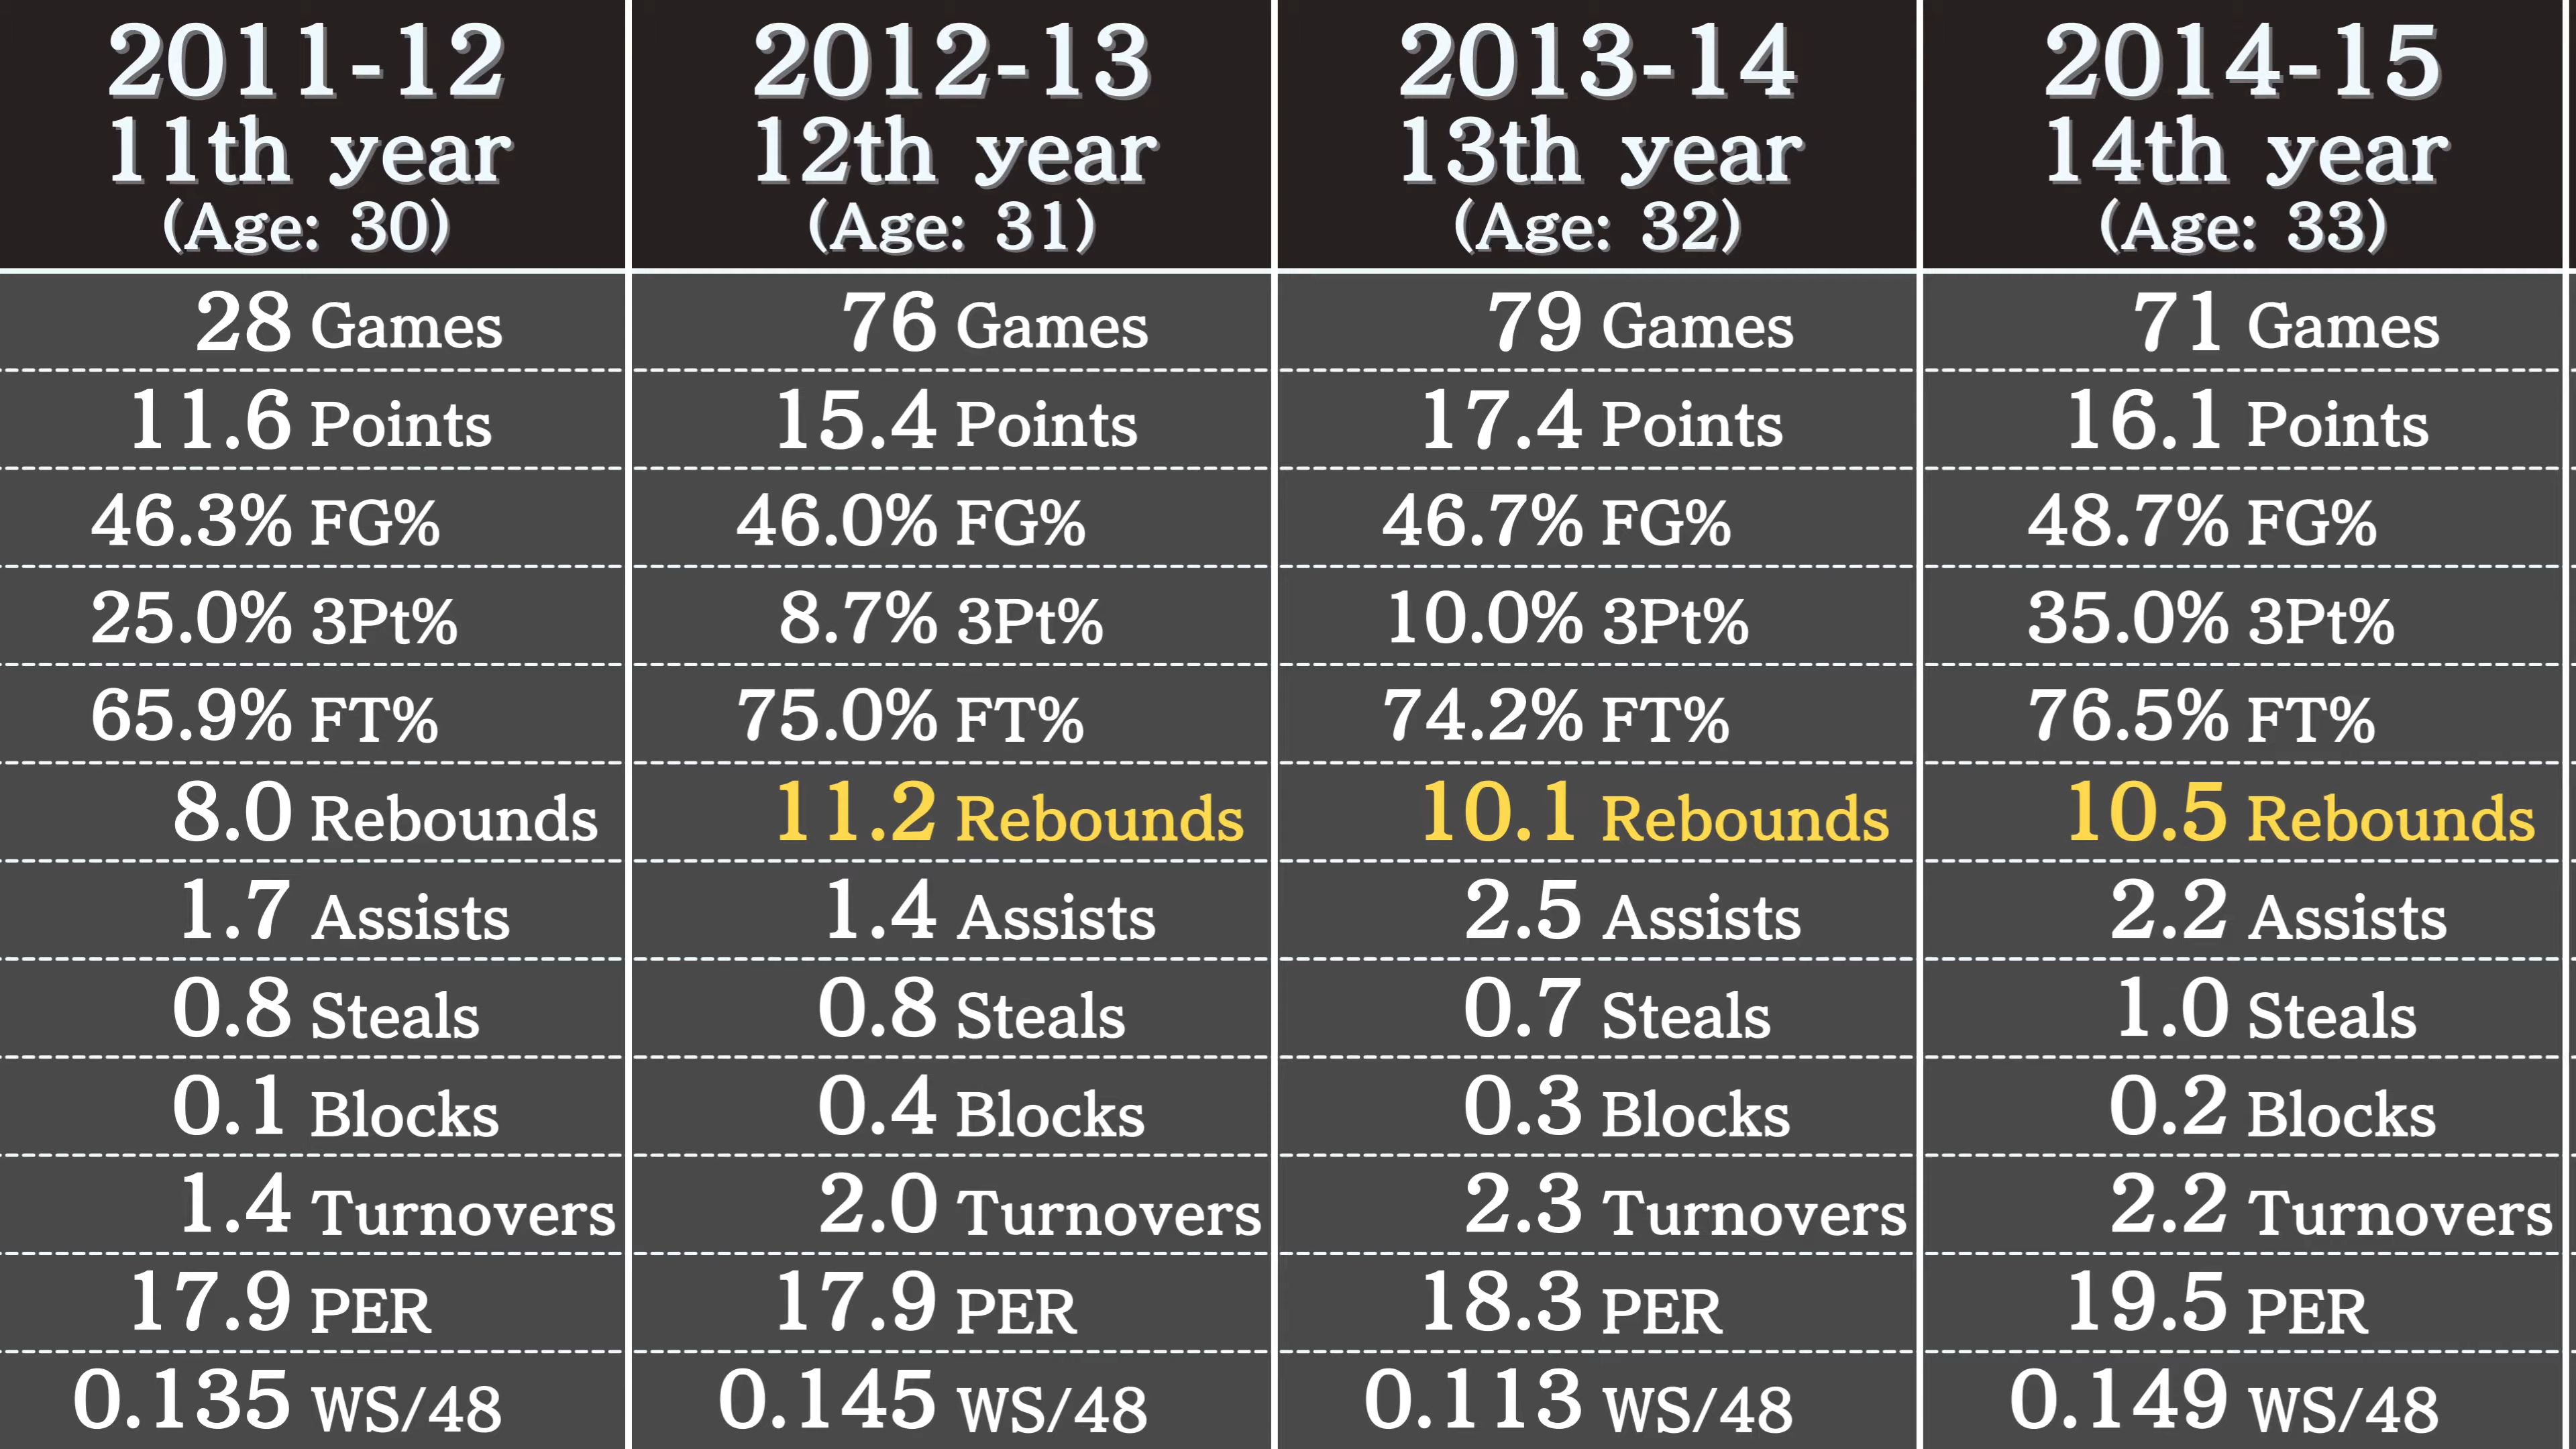 2011-12
11th year
(Age: 30)
28 Games
11.6 Points
46.3% FG%
25.0% 3Pt%
65.9% FT%
8.0 Rebounds
1.7 Assists
0.8 Steals
0.1 Blocks
1.4 Turnovers
17.9 PER
0.135 WS/48
2012-13
12th year
(Age: 31)
76 Games
15.4 Points
46.0% FG%
8.7% 3Pt%
75.0% FT%
11.2 Rebounds
1.4 Assists
0.8 Steals
0.4 Blocks
2.0 Turnovers
17.9 PER
0.145 WS/48
2013-14
13th year
(Age: 32)
79 Games
17.4 Points
46.7% FG%
10.0% 3Pt%
74.2% FT%
10.1 Rebounds
2.5 Assists
0.7 Steals
0.3 Blocks
2.3 Turnovers
18.3 PER
0.113 WS/48
2014-15
14th year
(Age: 33)
71 Games
16.1 Points
48.7% FG%
35.0% 3Pt%
76.5% FT%
10.5 Rebounds
2.2 Assists
1.0 Steals
0.2 Blocks
2.2 Turnovers
19.5 PER
0.149 WS/48